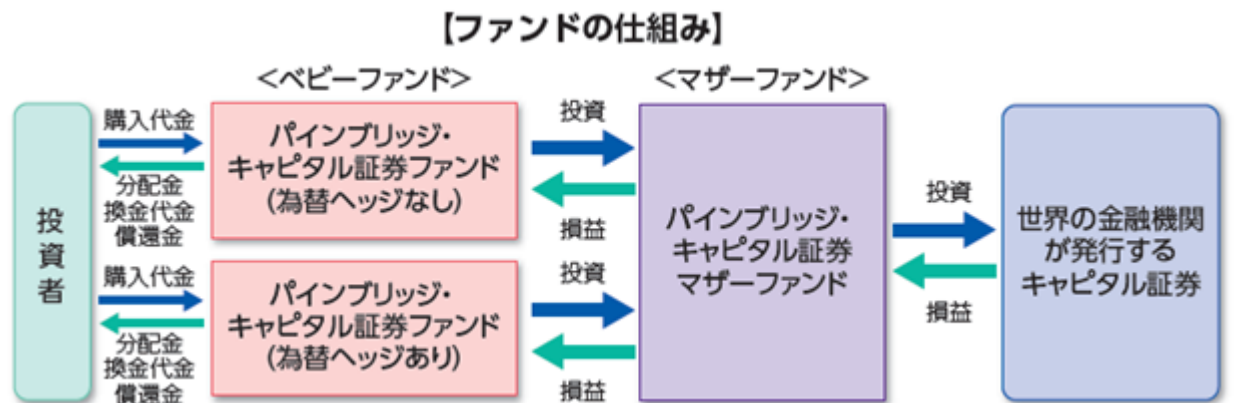 【ファンドの仕組み】
<ベビーファンド>
<マザーファンド>
投資者
購入代金
分配金
換金代金
償還金
購入代金
分配金
換金代金
償還金
パインブリッジ・
キャピタル証券ファンド
(為替ヘッジなし)
パインブリッジ・
キャピタル証券ファンド
(為替ヘッジあり)
投資
損益
投資
損益
パインブリッジ・
キャピタル証券
マザーファンド
投資
損益
世界の金融機関
が発行する
キャピタル証券